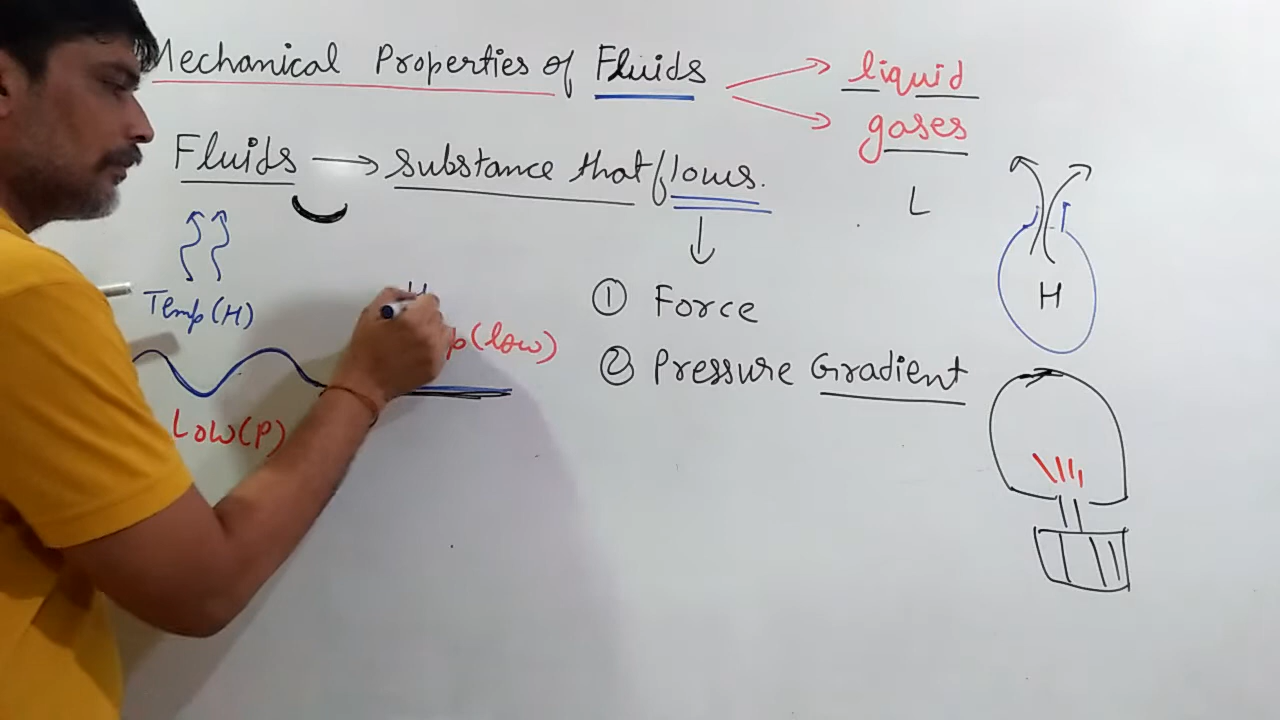 Mechanical Properties of Fluids
liquid
gases
Fluids → substance that flows.
L
H
Temp(H)
① Force
(low)
② Pressure Gradient
Low(P)